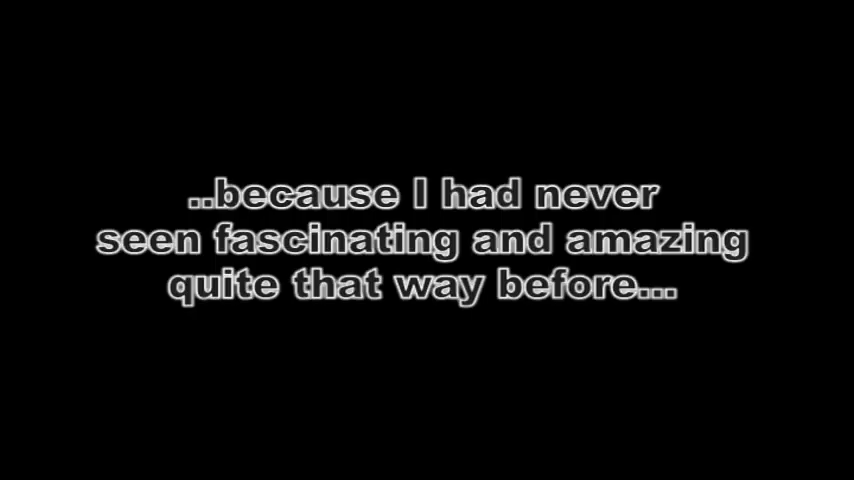 ..because I had never
seen fascinating and amazing
quite that way before...